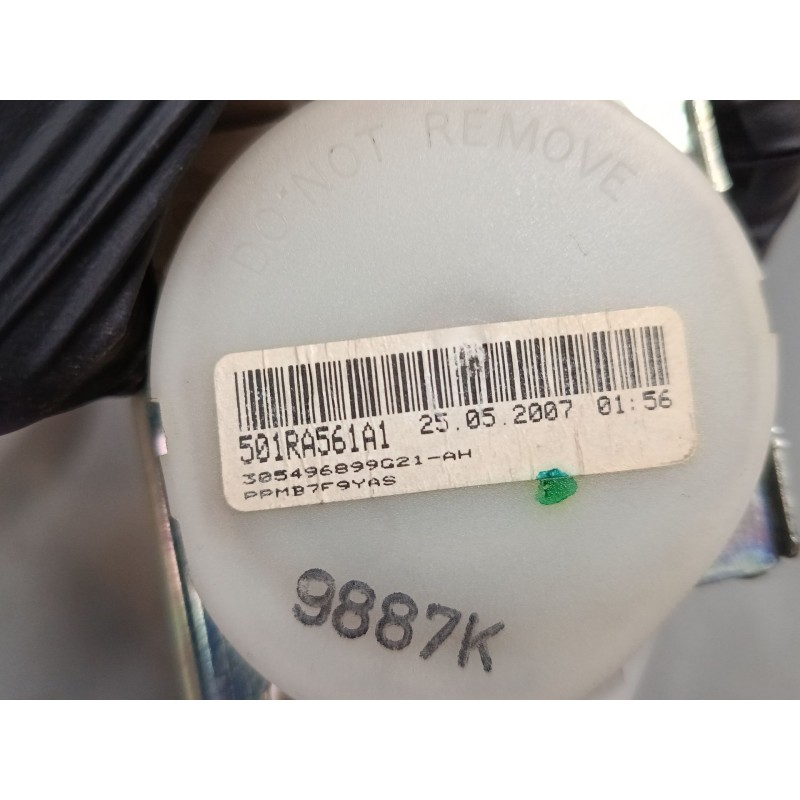 DO NOT REMOVE
501RA561A1 25.05.2007 01:56
305496899G21-AH
PPMB7F9YAS
9887K